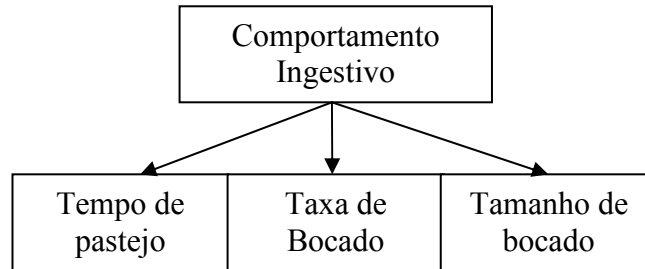 Comportamento
Ingestivo
Tempo de
pastejo
Taxa de
Bocado
Tamanho de
bocado